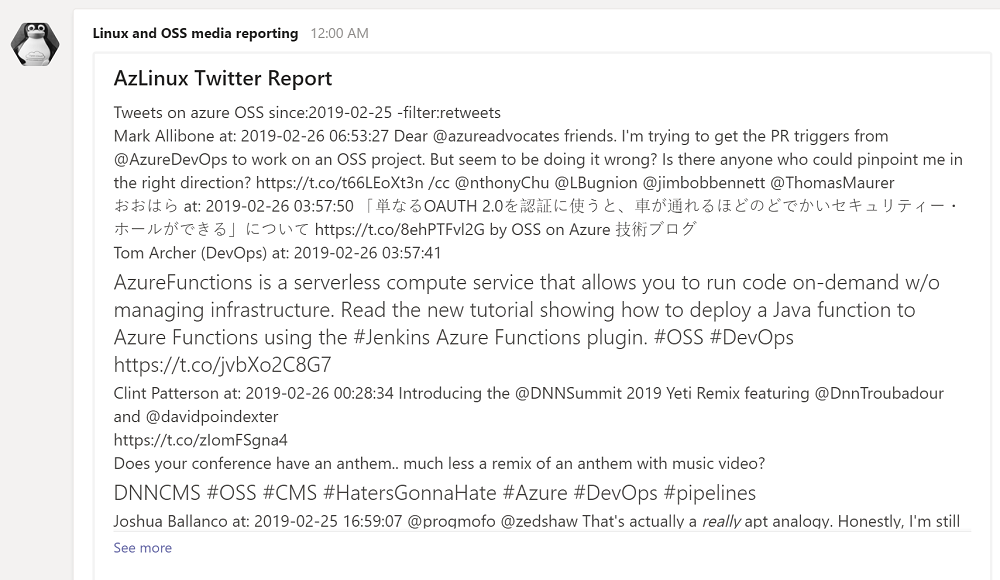 Linux and OSS media reporting 12:00 AM
AzLinux Twitter Report
Tweets on azure OSS since:2019-02-25 -filter:retweets
Mark Allibone at: 2019-02-26 06:53:27 Dear @azureadvocates friends. I'm trying to get the PR triggers from
@AzureDevOps to work on an OSS project. But seem to be doing it wrong? Is there anyone who could pinpoint me in
the right direction? https://t.co/t66LEoXt3n /cc @nthonyChu @LBugnion @jimbobbennett @ThomasMaurer
おおはら at: 2019-02-26 03:57:50 「単なるOAUTH 2.0を認証に使うと、車が通れるほどのどでかいセキュリティー・
ホールができる」について https://t.co/8ehPTFvl2G by OSS on Azure 技術ブログ
Tom Archer (DevOps) at: 2019-02-26 03:57:41
AzureFunctions is a serverless compute service that allows you to run code on-demand w/o
managing infrastructure. Read the new tutorial showing how to deploy a Java function to
Azure Functions using the #Jenkins Azure Functions plugin. #OSS #DevOps
https://t.co/jvbXo2C8G7
Clint Patterson at: 2019-02-26 00:28:34 Introducing the @DNNSummit 2019 Yeti Remix featuring @DnnTroubadour
and @davidpoindexter
https://t.co/zIomFSgna4
Does your conference have an anthem.. much less a remix of an anthem with music video?
DNNCMS #OSS #CMS #HatersGonnaHate #Azure #DevOps #pipelines
Joshua Ballanco at: 2019-02-25 16:59:07 @progmofo @zedshaw That's actually a really apt analogy. Honestly, I'm still
See more